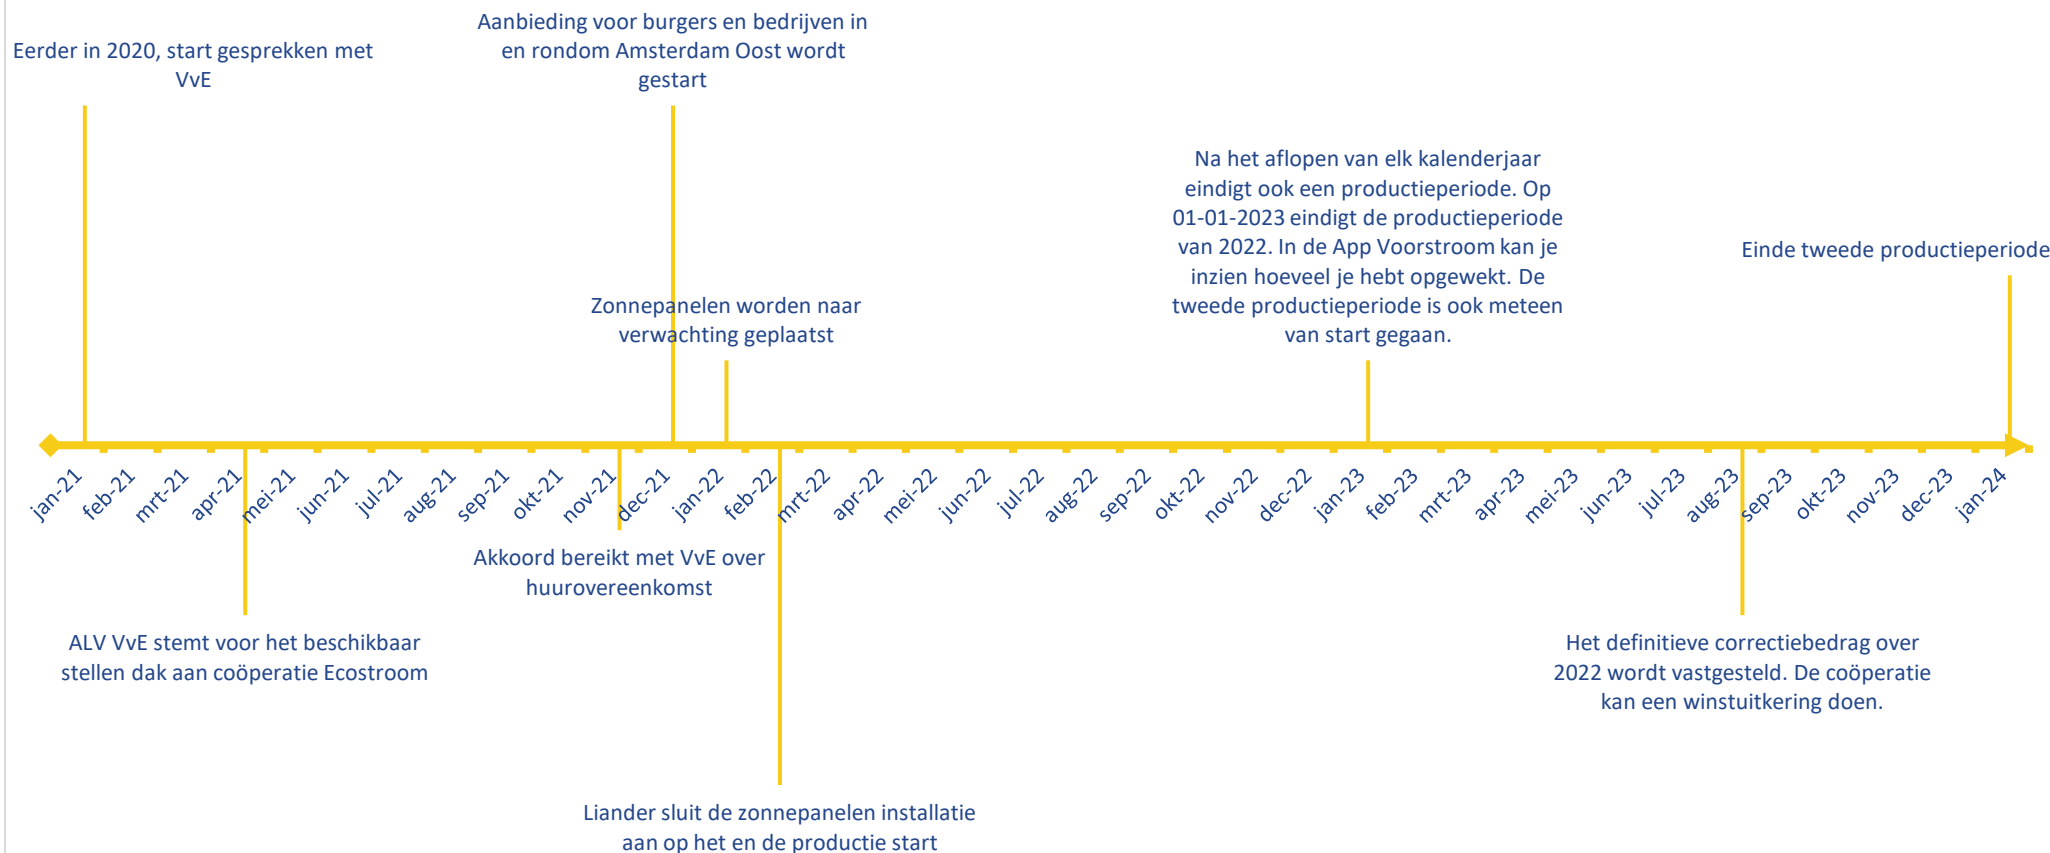 Aanbieding voor burgers en bedrijven in
en rondom Amsterdam Oost wordt
gestart
Eerder in 2020, start gesprekken met
VvE
Na het aflopen van elk kalenderjaar
eindigt ook een productieperiode. Op
01-01-2023 eindigt de productieperiode
van 2022. In de App Voorstroom kan je
inzien hoeveel je hebt opgewekt. De
tweede productieperiode is ook meteen
van start gegaan.
Einde tweede productieperiode
Zonnepanelen worden naar
verwachting geplaatst
jan-21
feb-21
mrt-21
apr-21
mei-21
jun-21
jul-21
aug-21
sep-21
okt-21
nov-21
dec-21
jan-22
feb-22
mrt-22
apr-22
mei-22
jun-22
jul-22
aug-22
sep-22
okt-22
nov-22
dec-22
jan-23
feb-23
mrt-23
apr-23
mei-23
jun-23
jul-23
aug-23
sep-23
okt-23
nov-23
dec-23
jan-24
Akkoord bereikt met VvE over
huurovereenkomst
ALV VvE stemt voor het beschikbaar
stellen dak aan coöperatie Ecostroom
Het definitieve correctiebedrag over
2022 wordt vastgesteld. De coöperatie
kan een winstuitkering doen.
Liander sluit de zonnepanelen installatie
aan op het en de productie start